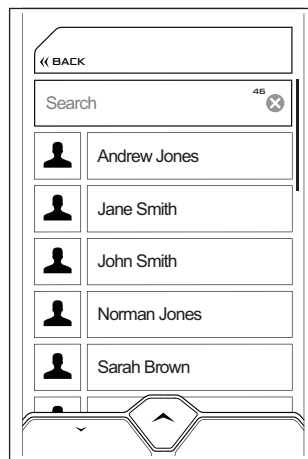 ⟪ BACK
Search
46
Andrew Jones
Jane Smith
John Smith
Norman Jones
Sarah Brown